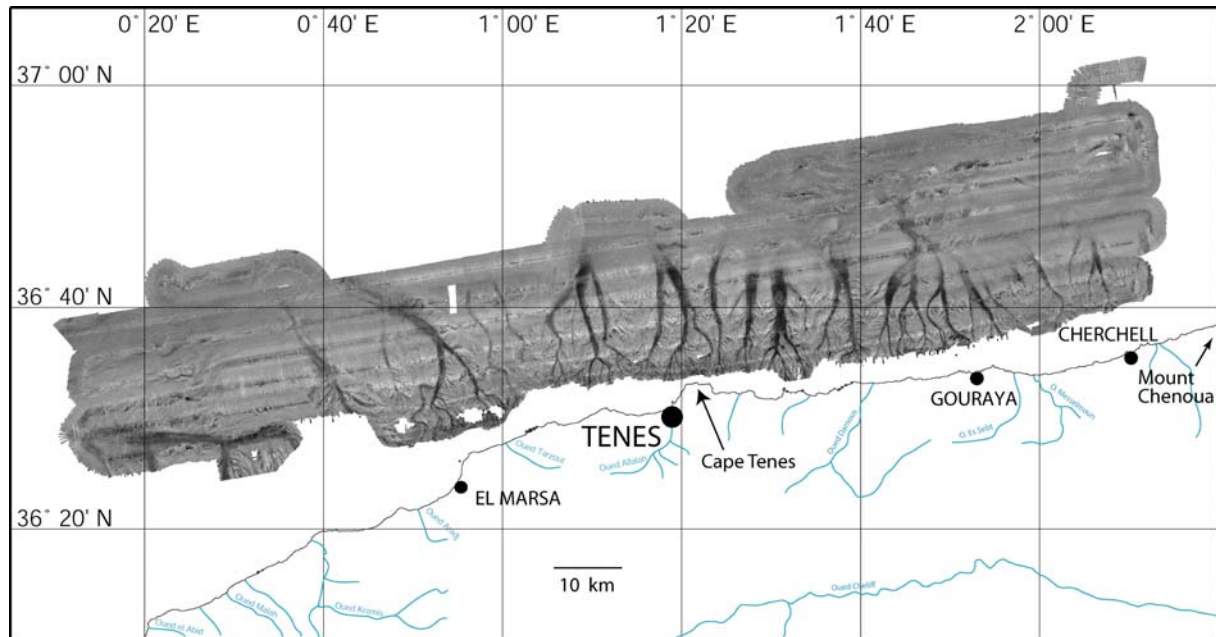 0° 20' E
0° 40' E
1° 00' E
1° 20' E
1° 40' E
2° 00' E
37° 00' N
36° 40' N
CHERCHELL
Mount
Chenoua
GOURAYA
O. Messelmoun
O. Es Sebt
Oued Damous
TENES
Cape Tenes
Oued Allalah
Oued Tarzout
EL MARSA
36° 20' N
Oued Aradj
10 km
Oued Cheliff
Oued Kramis
Oued Malah
Oued el Abid